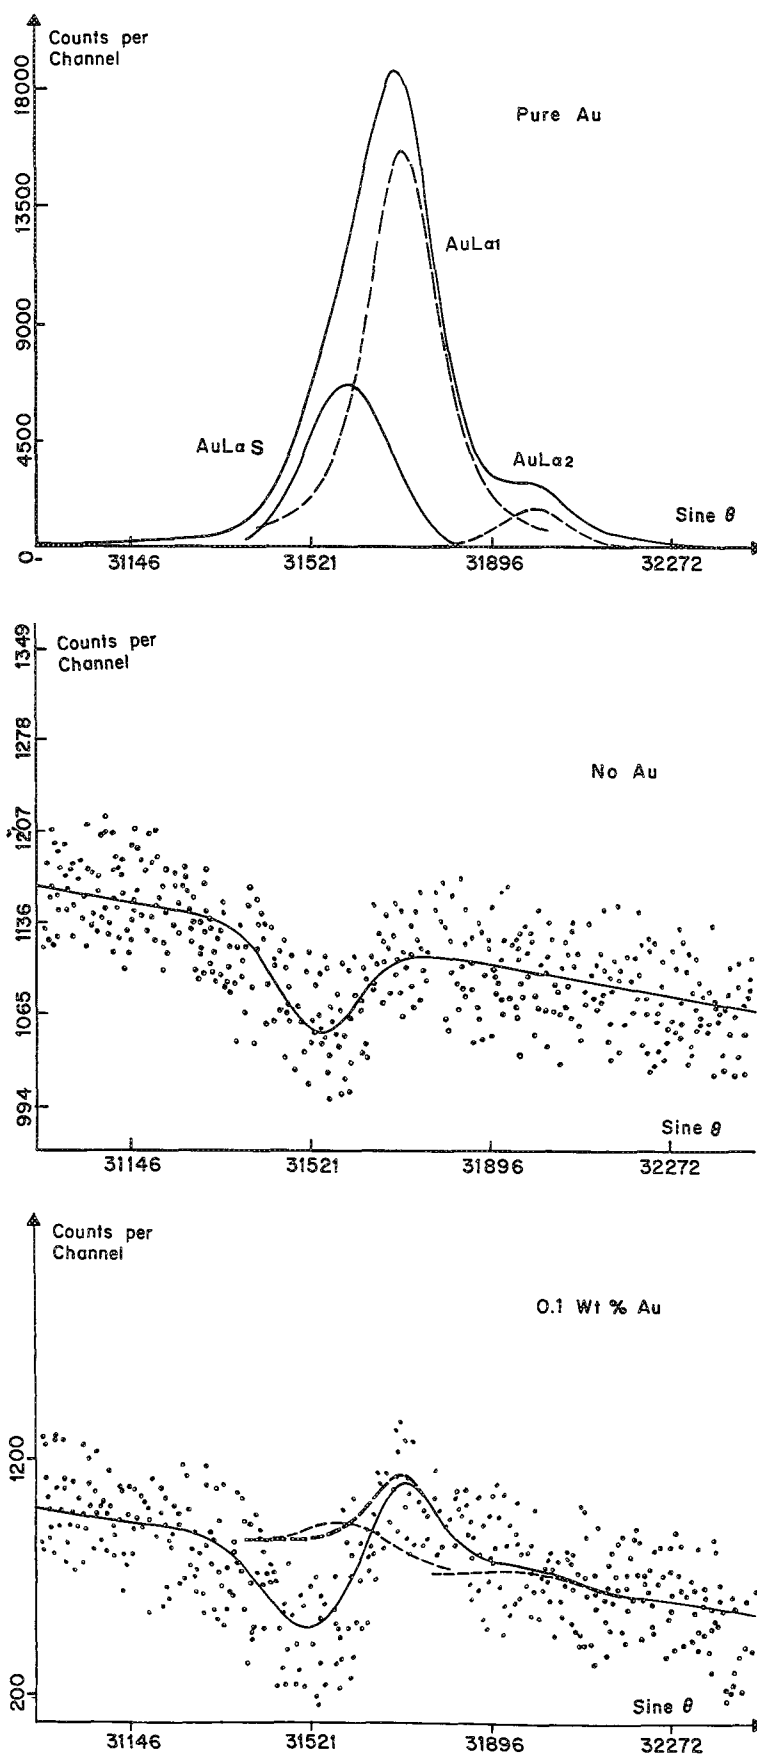 Counts per
Channel
18000
Pure Au
13500
AuLα1
9000
4500
AuLα S
AuLα2
Sine θ
0
31146 31521 31896 32272
1349
Counts per
Channel
1278
No Au
1207
1136
1065
994
Sine θ
31146 31521 31896 32272
Counts per
Channel
0.1 Wt % Au
1200
200
Sine θ
31146 31521 31896 32272